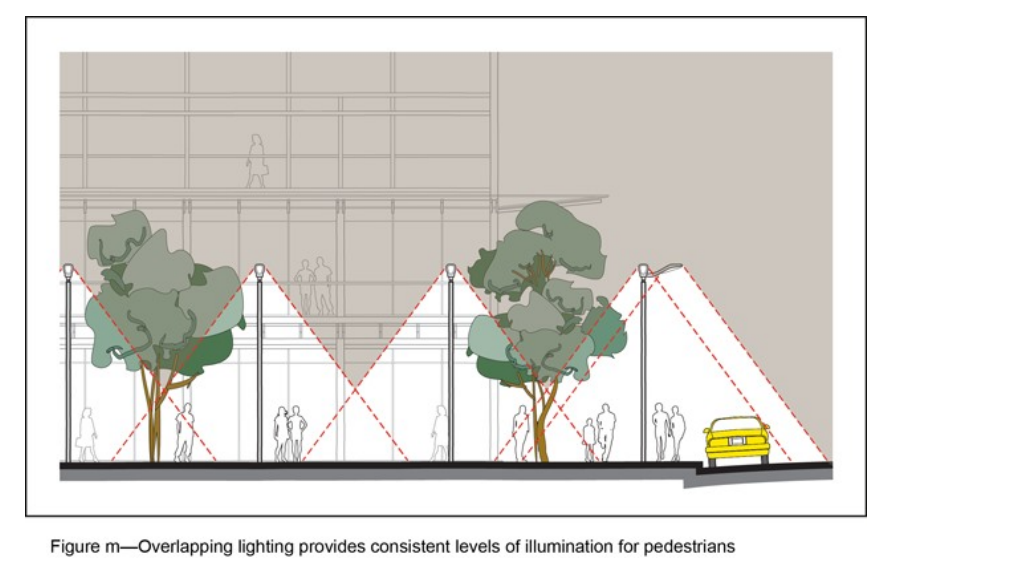 Figure m—Overlapping lighting provides consistent levels of illumination for pedestrians